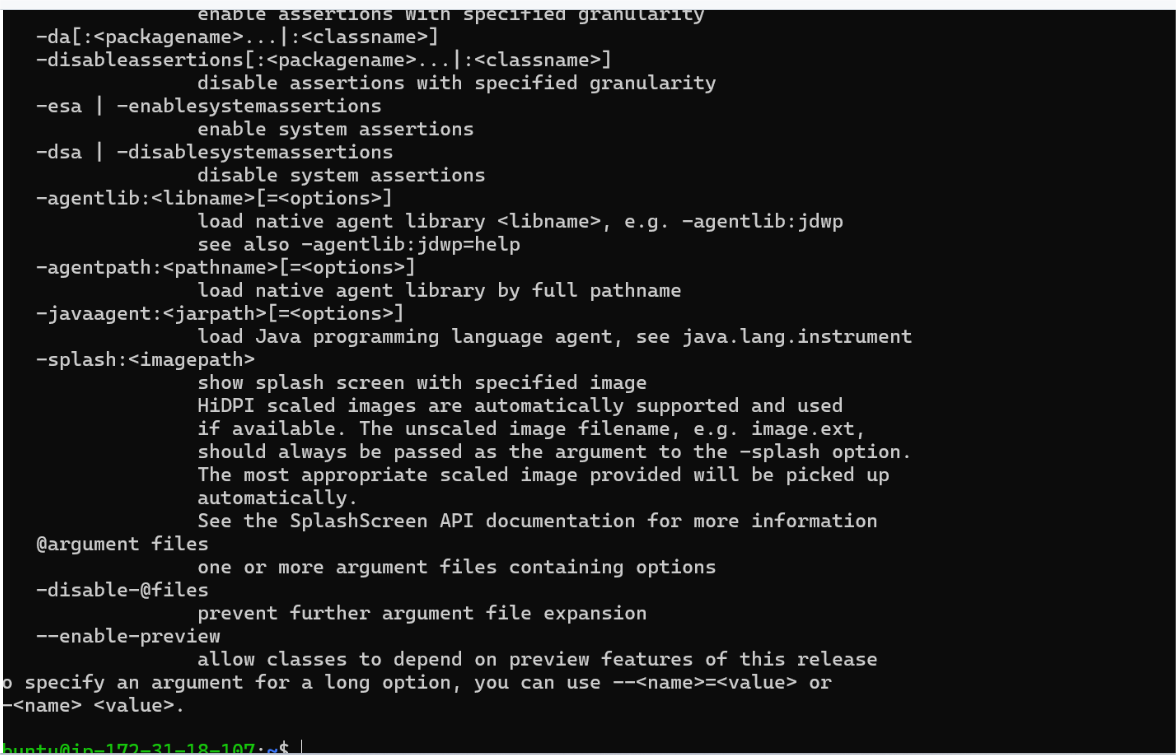 enable assertions with specified granularity
-da[:<packagename>...|:<classname>]
-disableassertions[:<packagename>...|:<classname>]
disable assertions with specified granularity
-esa | -enablesystemassertions
enable system assertions
-dsa | -disablesystemassertions
disable system assertions
-agentlib:<libname>[=<options>]
load native agent library <libname>, e.g. -agentlib:jdwp
see also -agentlib:jdwp=help
-agentpath:<pathname>[=<options>]
load native agent library by full pathname
-javaagent:<jarpath>[=<options>]
load Java programming language agent, see java.lang.instrument
-splash:<imagepath>
show splash screen with specified image
HiDPI scaled images are automatically supported and used
if available. The unscaled image filename, e.g. image.ext,
should always be passed as the argument to the -splash option.
The most appropriate scaled image provided will be picked up
automatically.
See the SplashScreen API documentation for more information
@argument files
one or more argument files containing options
-disable-@files
prevent further argument file expansion
--enable-preview
allow classes to depend on preview features of this release
o specify an argument for a long option, you can use --<name>=<value> or
-<name> <value>.
buntu@ip-172-31-18-107:~$